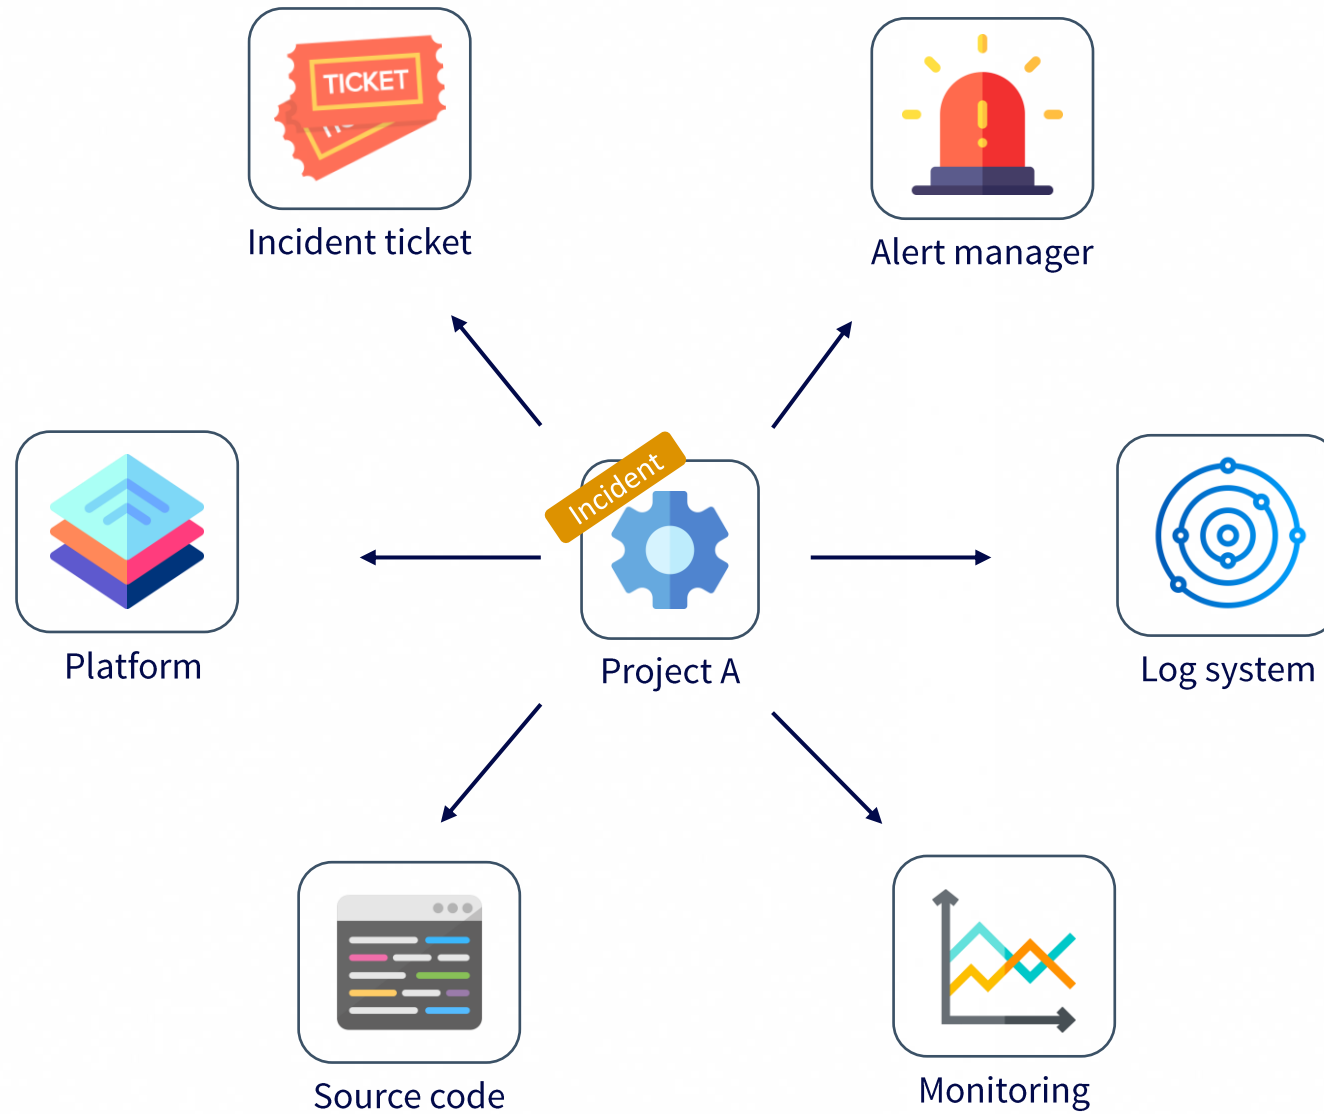 TICKET
Incident ticket
Alert manager
Incident
Platform
Project A
Log system
Source code
Monitoring